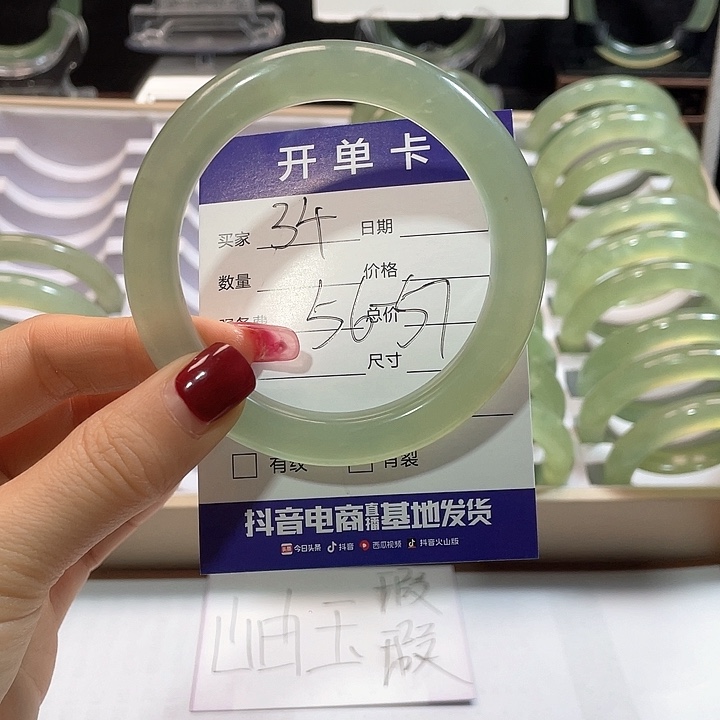 开单卡
买家 34 日期
数量 价格
56-57 总价
尺寸
有纹 有裂
抖音电商直播基地发货
今日头条 抖音 西瓜视频 抖音火山版
岫玉